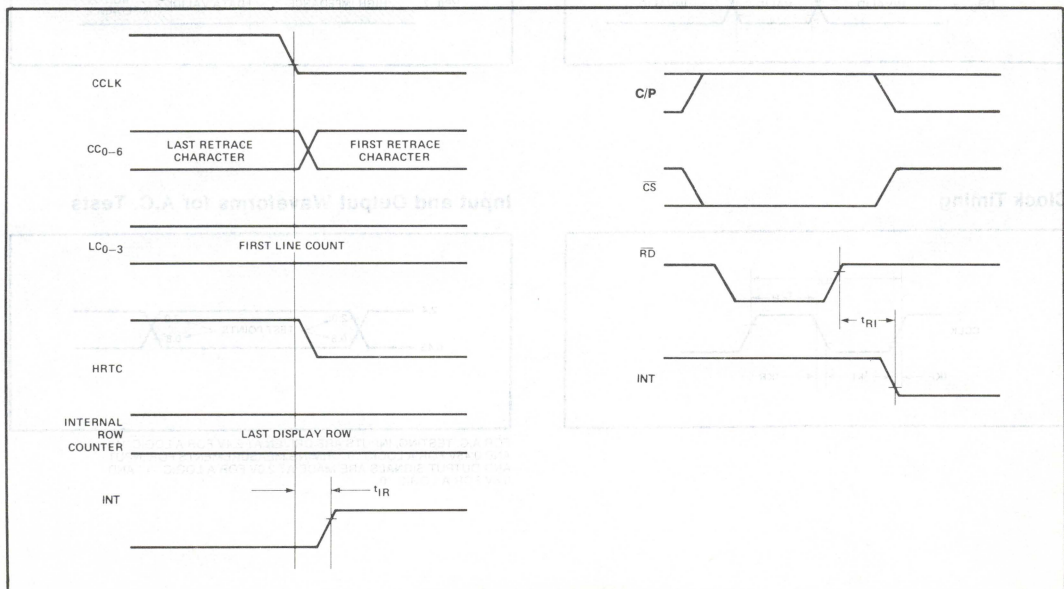 CCLK
CC0–6
LAST RETRACE
CHARACTER
FIRST RETRACE
CHARACTER
LC0–3
FIRST LINE COUNT
HRTC
INTERNAL
ROW
COUNTER
LAST DISPLAY ROW
INT
tIR
C/P
CS
RD
tRI
INT
Clock Timing
Input and Output Waveforms for A.C. Tests